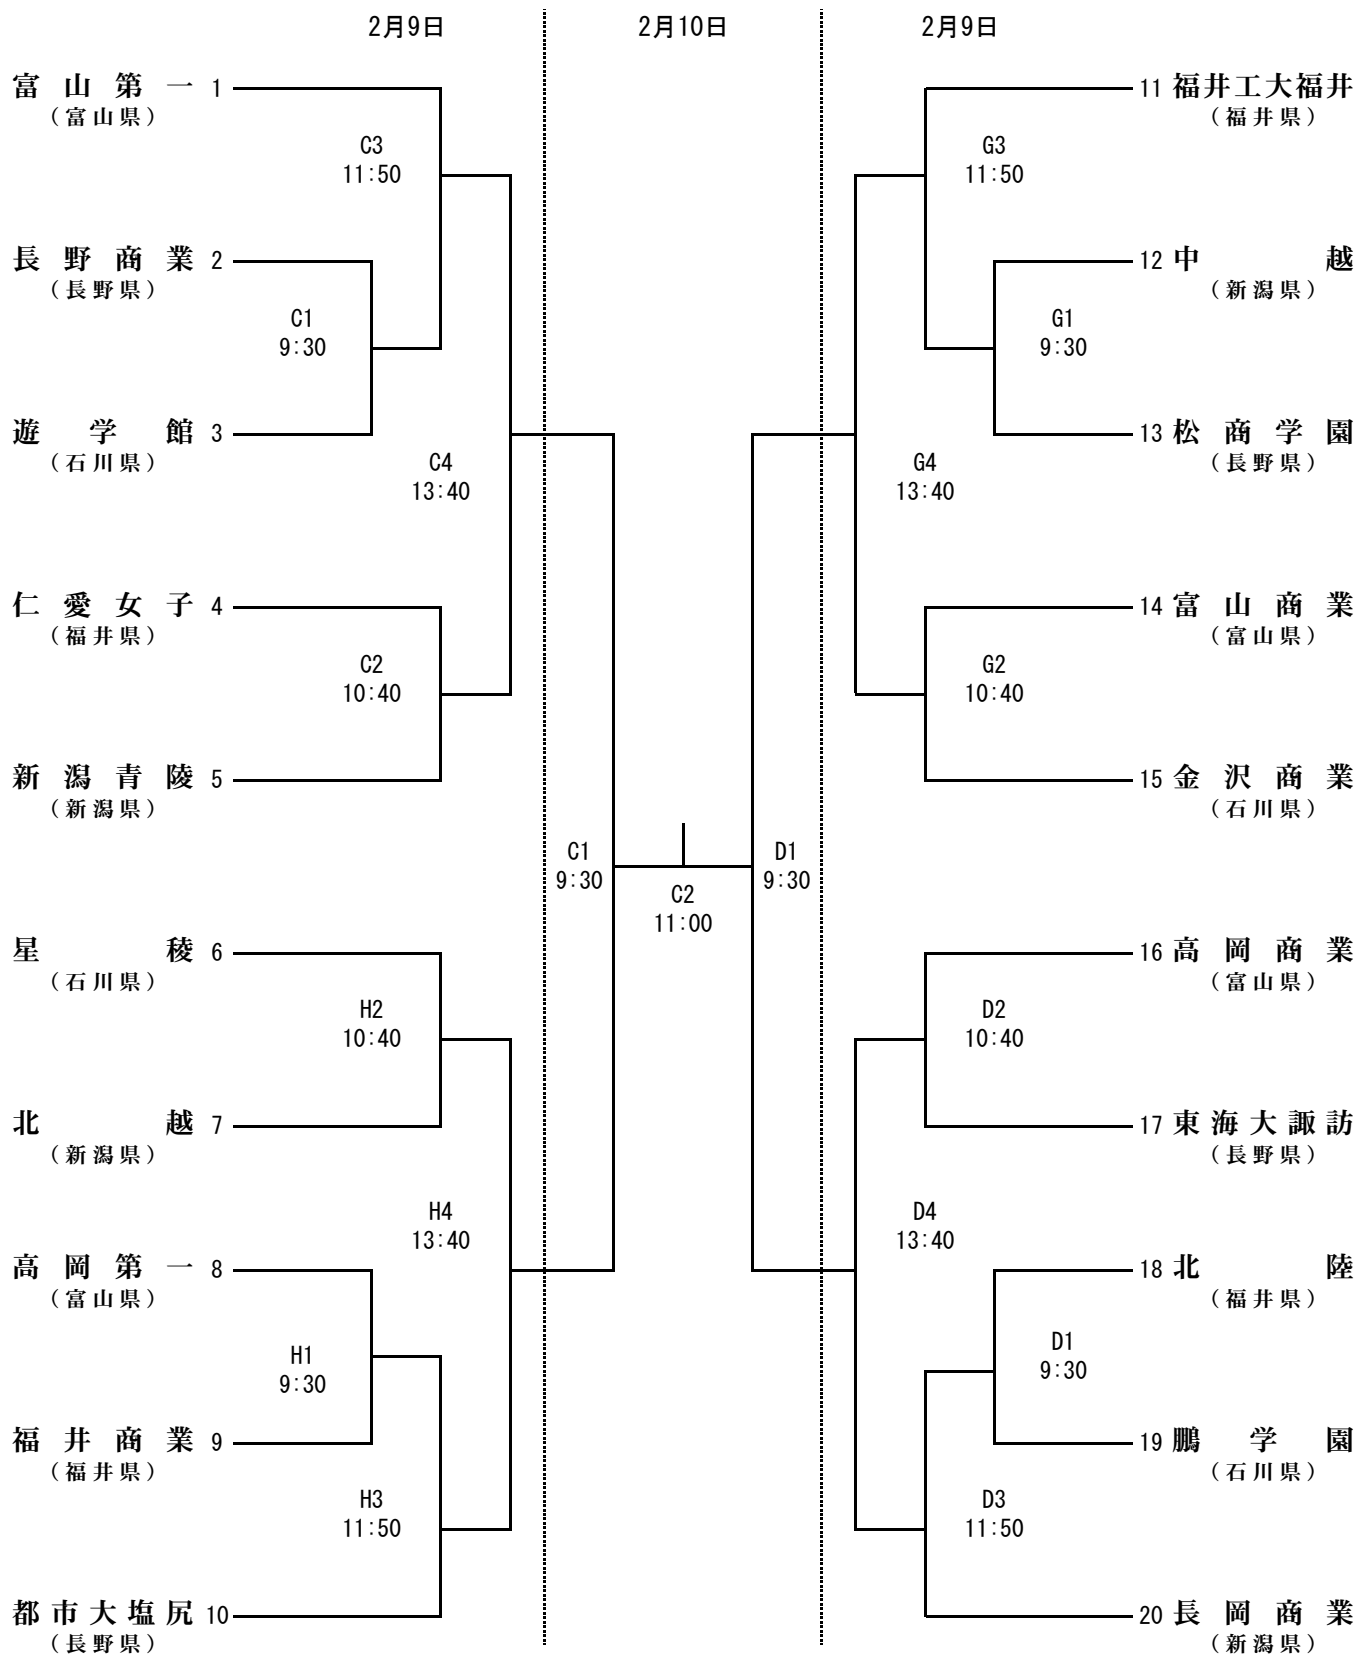 2月9日
2月10日
2月9日
富山第一 1
（富山県）
C3
11:50
長野商業 2
（長野県）
C1
9:30
遊学館 3
（石川県）
C4
13:40
仁愛女子 4
（福井県）
C2
10:40
新潟青陵 5
（新潟県）
星稜 6
（石川県）
H2
10:40
北越 7
（新潟県）
H4
13:40
高岡第一 8
（富山県）
H1
9:30
福井商業 9
（福井県）
H3
11:50
都市大塩尻 10
（長野県）
C1
9:30
C2
11:00
D1
9:30
11 福井工大福井
（福井県）
G3
11:50
12 中越
（新潟県）
G1
9:30
13 松商学園
（長野県）
G4
13:40
14 富山商業
（富山県）
G2
10:40
15 金沢商業
（石川県）
16 高岡商業
（富山県）
D2
10:40
17 東海大諏訪
（長野県）
D4
13:40
18 北陸
（福井県）
D1
9:30
19 鵬学園
（石川県）
D3
11:50
20 長岡商業
（新潟県）